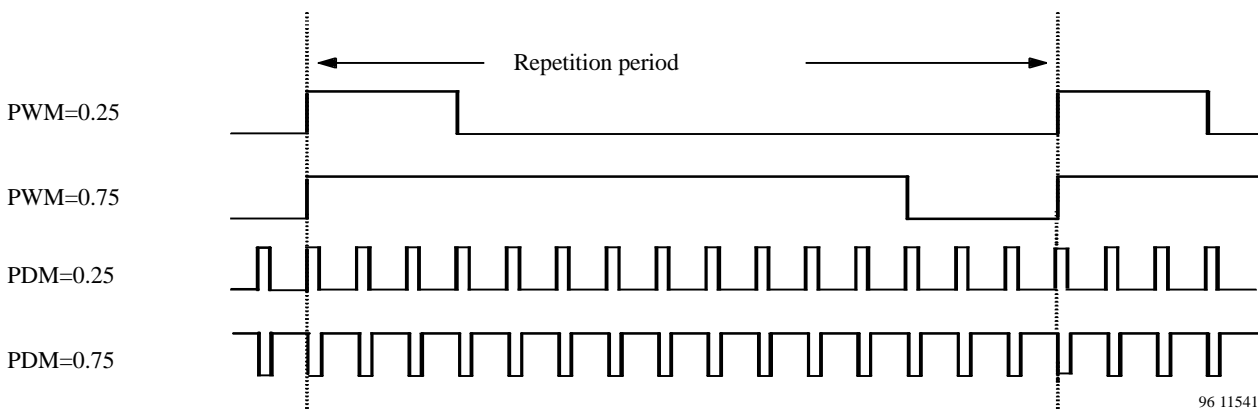 Repetition period
PWM=0.25
PWM=0.75
PDM=0.25
PDM=0.75
96 11541